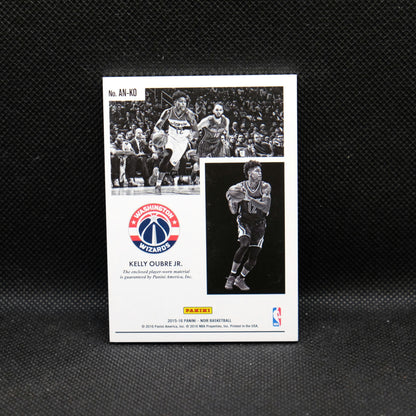 No. AN-KO
WASHINGTON
WIZARDS
KELLY OUBRE JR.
The enclosed player-worn material
is guaranteed by Panini America, Inc.
PANINI
NBA
2015-16 PANINI - NOIR BASKETBALL
© 2016 Panini America, Inc. © 2016 NBA Properties, Inc. Printed in the USA.